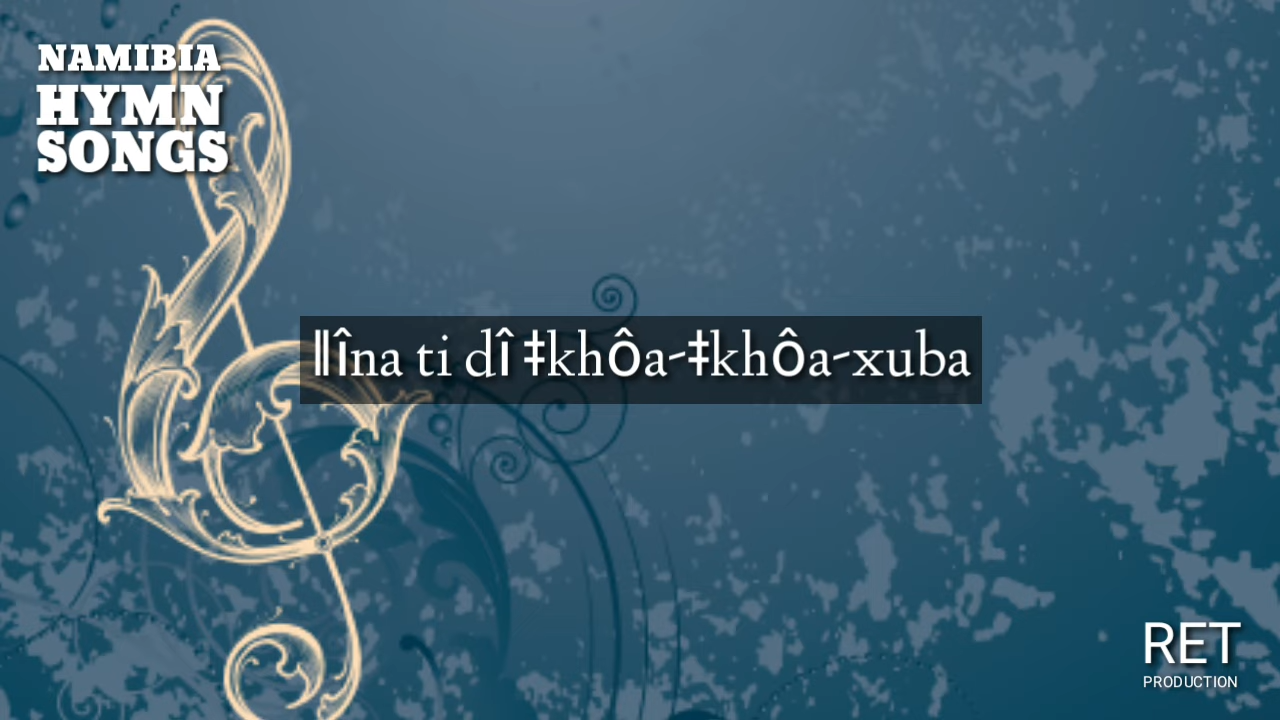 NAMIBIA
HYMN
SONGS
ǁîna ti dî ǂkhôa-ǂkhôa-xuba
RET
PRODUCTION